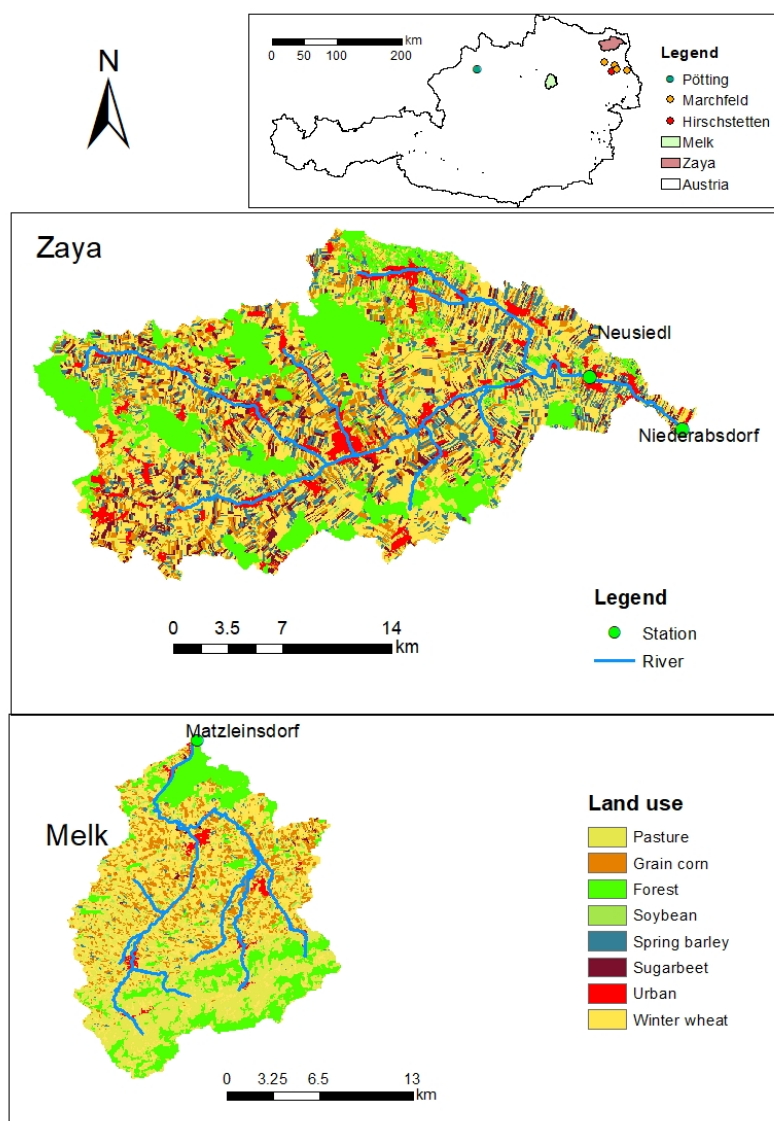 N
km
0 50 100 200
Legend
Pötting
Marchfeld
Hirschstetten
Melk
Zaya
Austria
Zaya
Neusiedl
Niederabsdorf
0 3.5 7 14
km
Legend
Station
River
Matzleinsdorf
Melk
Land use
Pasture
Grain corn
Forest
Soybean
Spring barley
Sugarbeet
Urban
Winter wheat
0 3.25 6.5 13
km